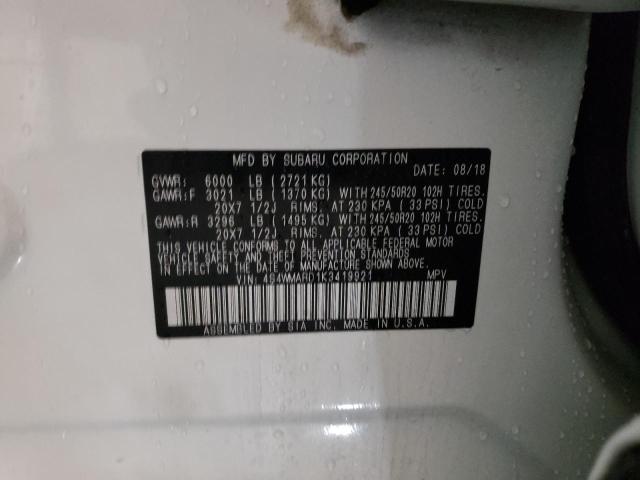 MFD BY SUBARU CORPORATION
DATE: 08/18
GVWR: 6000 LB ( 2721 KG)
GAWR:F 3021 LB ( 1370 KG) WITH 245/50R20 102H TIRES.
20X7 1/2J RIMS. AT 230 KPA ( 33 PSI) COLD
GAWR:R 3296 LB ( 1495 KG) WITH 245/50R20 102H TIRES.
20X7 1/2J RIMS. AT 230 KPA ( 33 PSI) COLD
THIS VEHICLE CONFORMS TO ALL APPLICABLE FEDERAL MOTOR
VEHICLE SAFETY AND THEFT PREVENTION STANDARDS
IN EFFECT ON THE DATE OF MANUFACTURE SHOWN ABOVE.
VIN: 4S4WMARD1K3419921 MPV
ASSEMBLED BY SIA INC. MADE IN U.S.A.